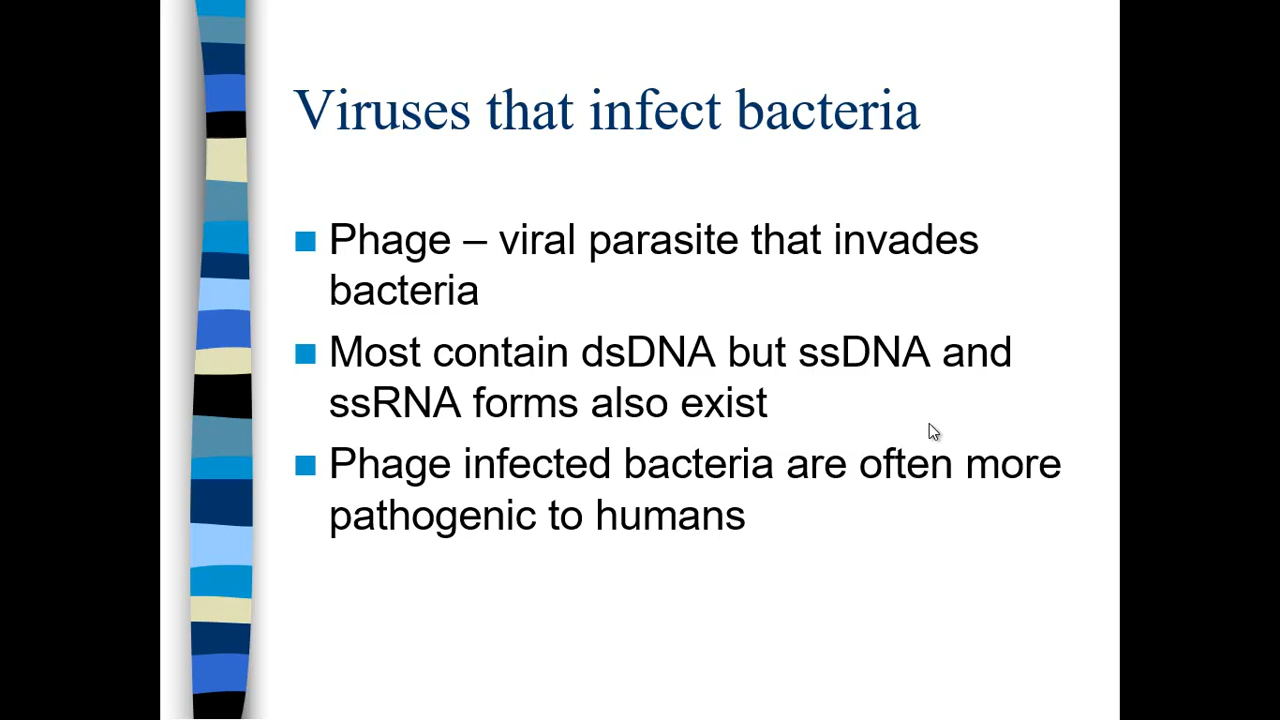 Viruses that infect bacteria
Phage – viral parasite that invades
bacteria
Most contain dsDNA but ssDNA and
ssRNA forms also exist
Phage infected bacteria are often more
pathogenic to humans